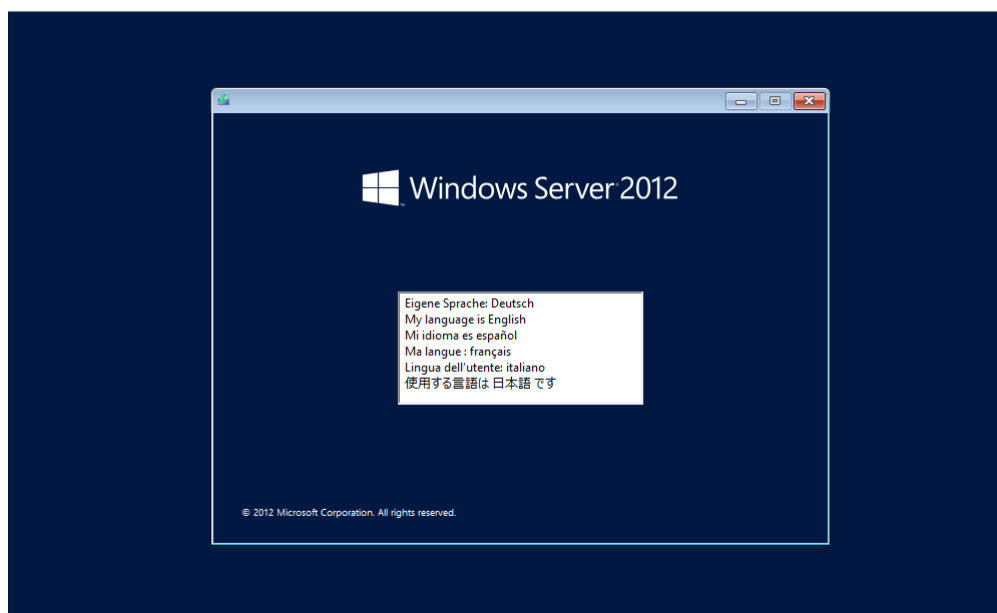 Windows Server 2012
Eigene Sprache: Deutsch
My language is English
Mi idioma es español
Ma langue : français
Lingua dell'utente: italiano
使用する言語は 日本語 です
© 2012 Microsoft Corporation. All rights reserved.